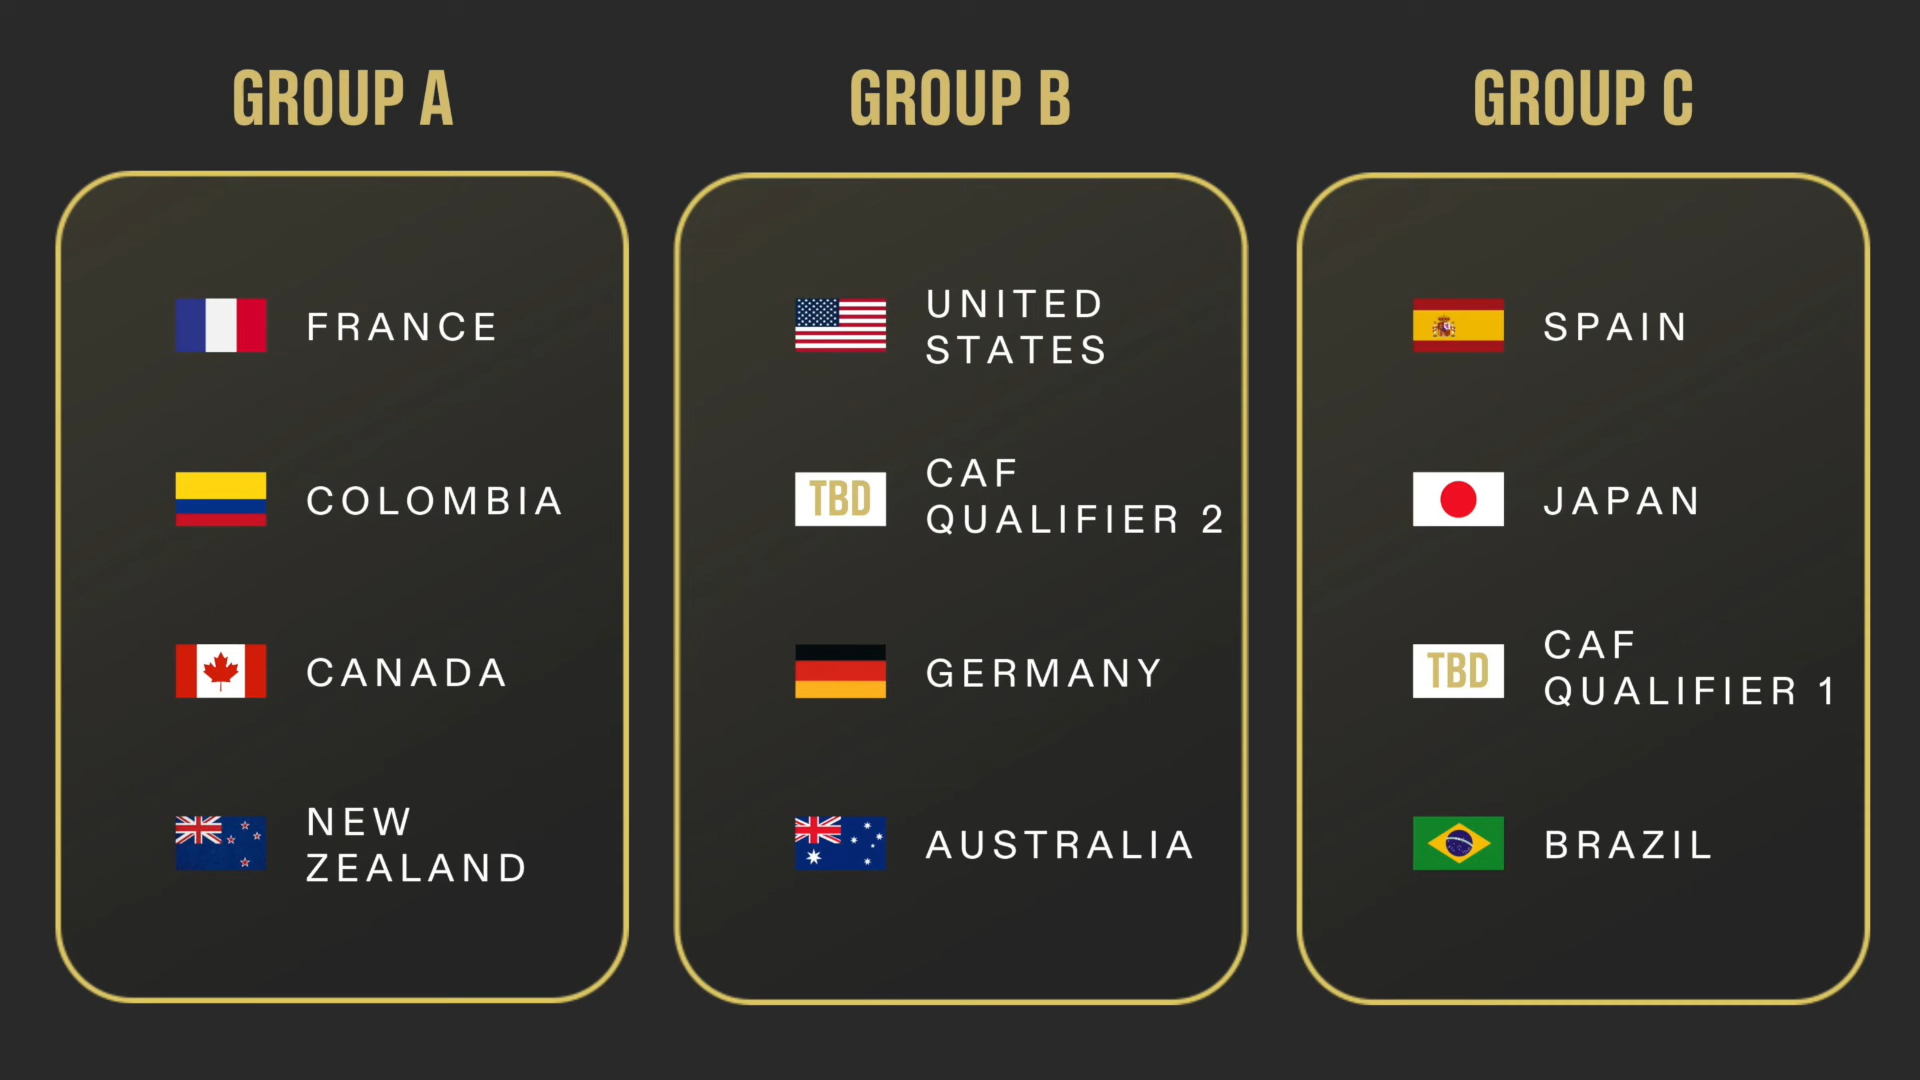 GROUP A
FRANCE
COLOMBIA
CANADA
NEW
ZEALAND
GROUP B
UNITED
STATES
TBD
CAF
QUALIFIER 2
GERMANY
AUSTRALIA
GROUP C
SPAIN
JAPAN
TBD
CAF
QUALIFIER 1
BRAZIL